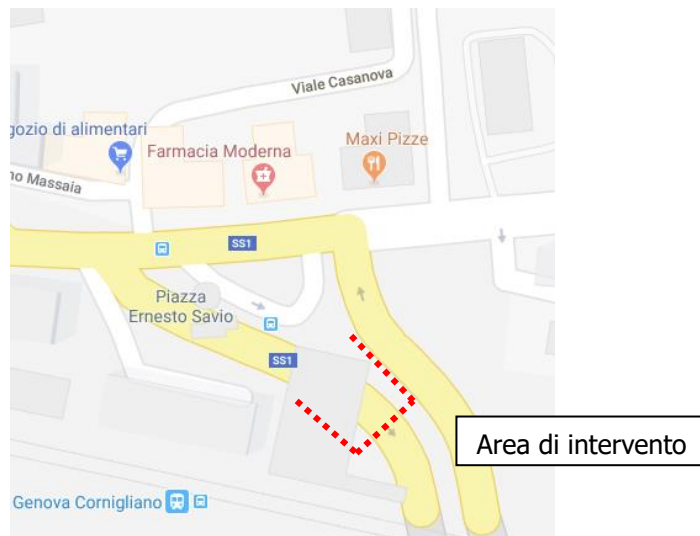 Viale Casanova
gozio di alimentari
Farmacia Moderna
Maxi Pizze
no Massaia
SS1
Piazza
Ernesto Savio
SS1
Area di intervento
Genova Cornigliano